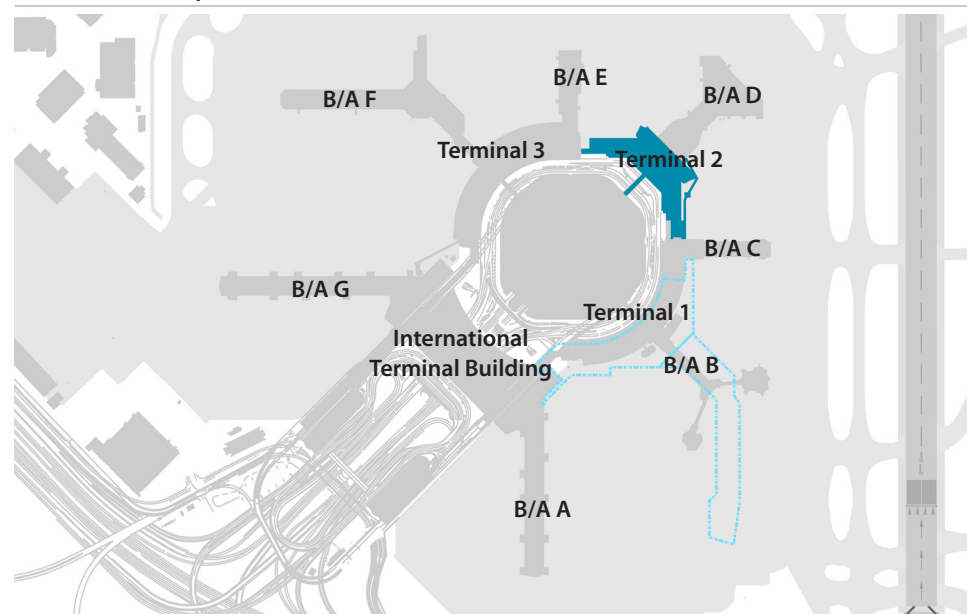 B/A E
B/A D
B/A F
Terminal 3
Terminal 2
B/A C
B/A G
Terminal 1
International
Terminal Building
B/A B
B/A A